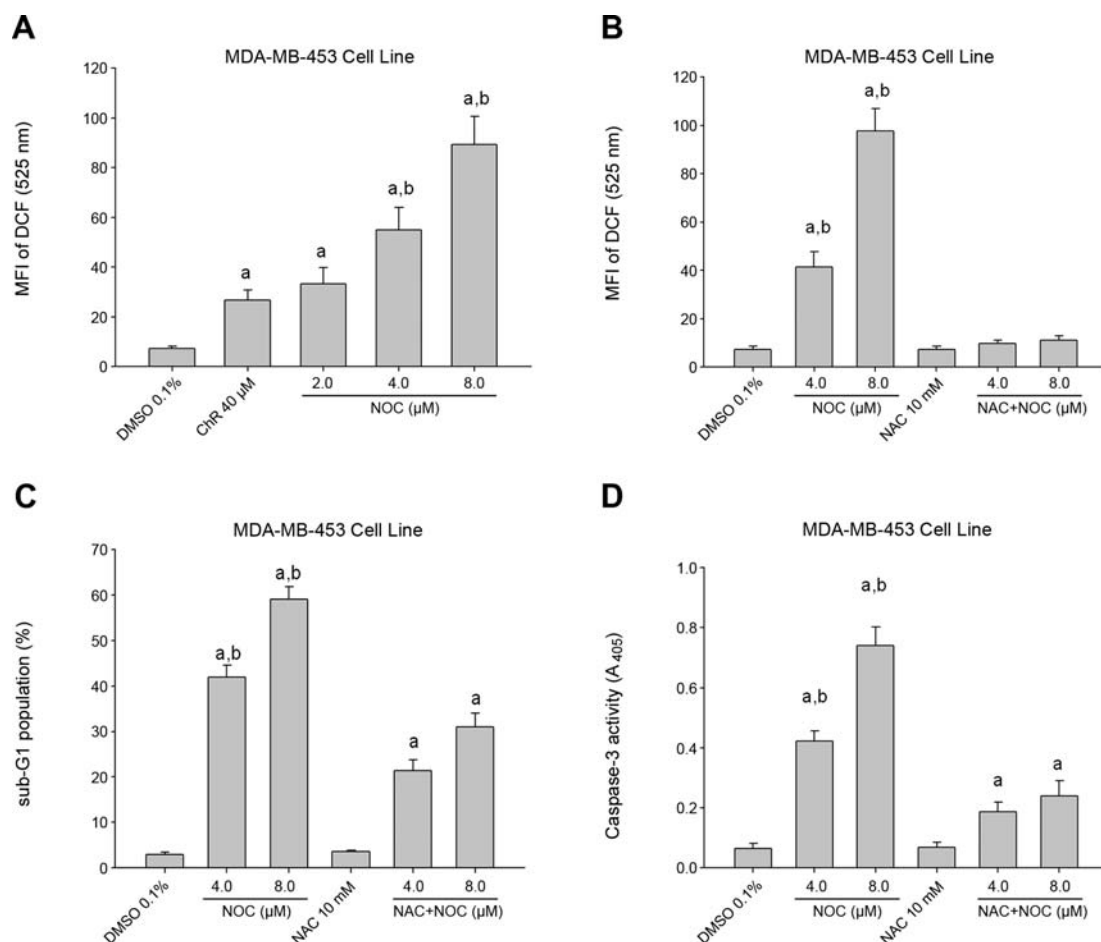 A
MDA-MB-453 Cell Line
MFI of DCF (525 nm)
120
100
80
60
40
20
0
a
a
a,b
a,b
DMSO 0.1%
ChR 40 µM
2.0
4.0
8.0
NOC (µM)
B
MDA-MB-453 Cell Line
MFI of DCF (525 nm)
120
100
80
60
40
20
0
a,b
a,b
DMSO 0.1%
4.0
8.0
NOC (µM)
NAC 10 mM
4.0
8.0
NAC+NOC (µM)
C
MDA-MB-453 Cell Line
sub-G1 population (%)
70
60
50
40
30
20
10
0
a,b
a,b
a
a
DMSO 0.1%
4.0
8.0
NOC (µM)
NAC 10 mM
4.0
8.0
NAC+NOC (µM)
D
MDA-MB-453 Cell Line
Caspase-3 activity (A405)
1.0
0.8
0.6
0.4
0.2
0.0
a,b
a,b
a
a
DMSO 0.1%
4.0
8.0
NOC (µM)
NAC 10 mM
4.0
8.0
NAC+NOC (µM)